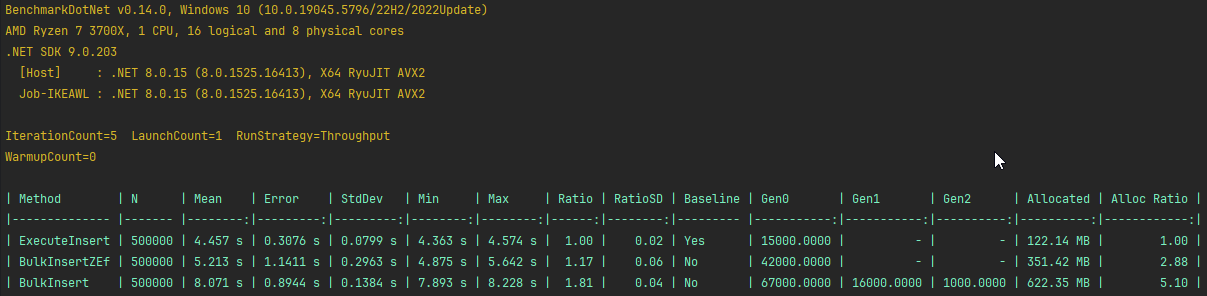 BenchmarkDotNet v0.14.0, Windows 10 (10.0.19045.5796/22H2/2022Update)
AMD Ryzen 7 3700X, 1 CPU, 16 logical and 8 physical cores
.NET SDK 9.0.203
  [Host]     : .NET 8.0.15 (8.0.1525.16413), X64 RyuJIT AVX2
  Job-IKEAWL : .NET 8.0.15 (8.0.1525.16413), X64 RyuJIT AVX2
IterationCount=5  LaunchCount=1  RunStrategy=Throughput
WarmupCount=0
| Method        | N      | Mean    | Error    | StdDev   | Min     | Max     | Ratio | RatioSD | Baseline | Gen0       | Gen1       | Gen2      | Allocated | Alloc Ratio |
|-------------- |------- |--------:|---------:|---------:|--------:|--------:|------:|--------:|--------- |-----------:|-----------:|----------:|----------:|------------:|
| ExecuteInsert | 500000 | 4.457 s | 0.3076 s | 0.0799 s | 4.363 s | 4.574 s |  1.00 |    0.02 | Yes      | 15000.0000 |          - |         - | 122.14 MB |        1.00 |
| BulkInsertZEf | 500000 | 5.213 s | 1.1411 s | 0.2963 s | 4.875 s | 5.642 s |  1.17 |    0.06 | No       | 42000.0000 |          - |         - | 351.42 MB |        2.88 |
| BulkInsert    | 500000 | 8.071 s | 0.8944 s | 0.1384 s | 7.893 s | 8.228 s |  1.81 |    0.04 | No       | 67000.0000 | 16000.0000 | 1000.0000 | 622.35 MB |        5.10 |